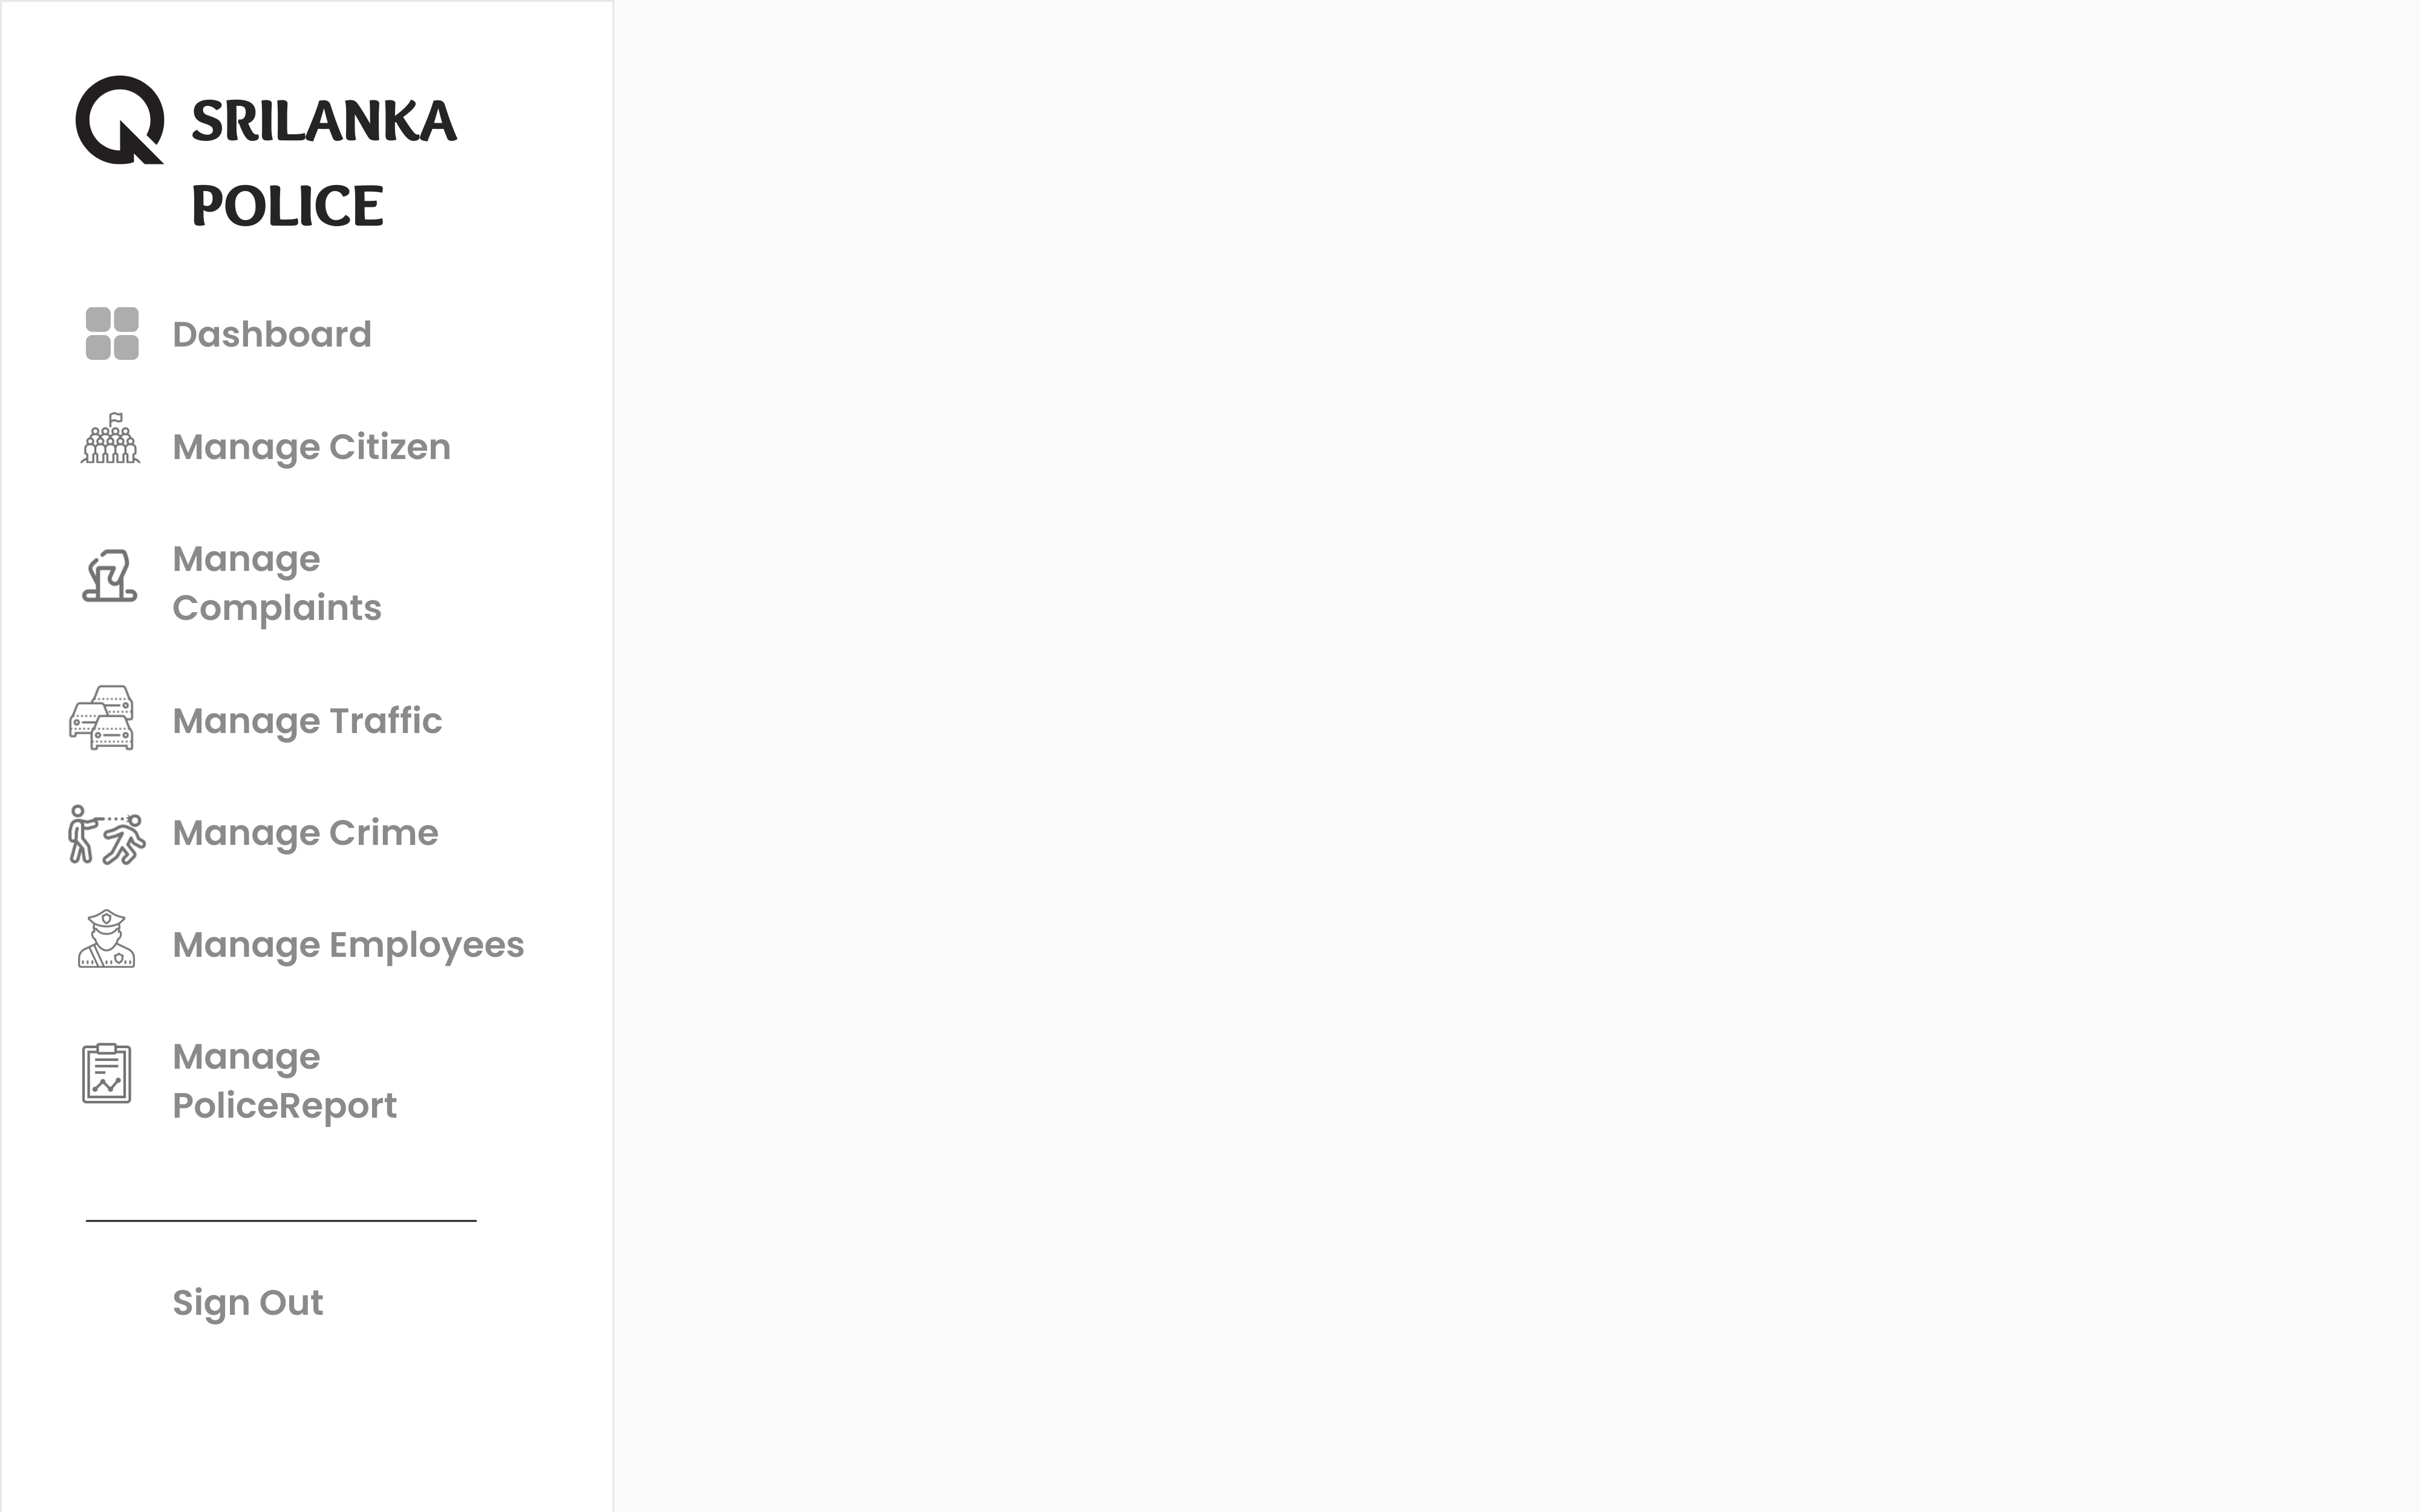 SRILANKA
POLICE
Dashboard
Manage Citizen
Manage
Complaints
Manage Traffic
Manage Crime
Manage Employees
Manage
PoliceReport
Sign Out